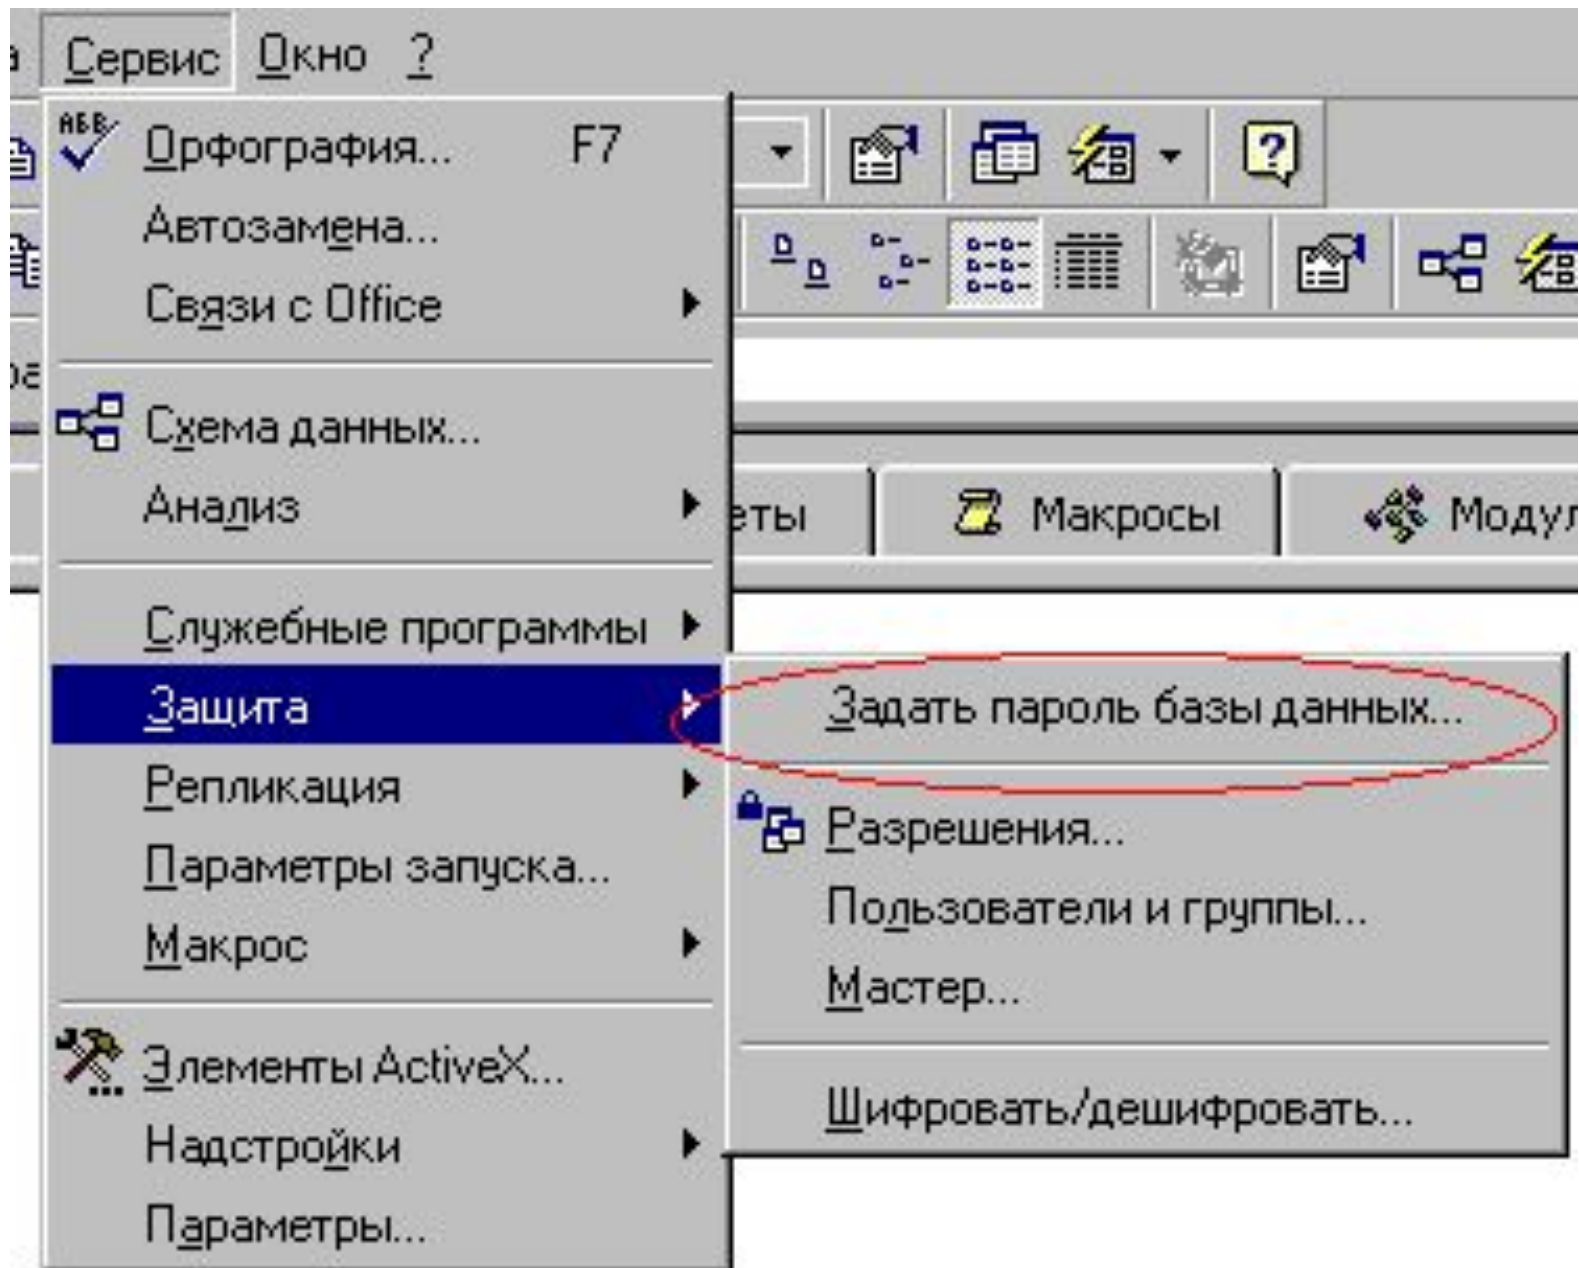 Сервис Окно ?
АБВ Орфография... F7
Автозамена...
Связи с Office
Схема данных...
Анализ
Макросы
Служебные программы
Защита
Задать пароль базы данных...
Репликация
Разрешения...
Параметры запуска...
Пользователи и группы...
Макрос
Мастер...
Элементы ActiveX...
Шифровать/дешифровать...
Надстройки
Параметры...